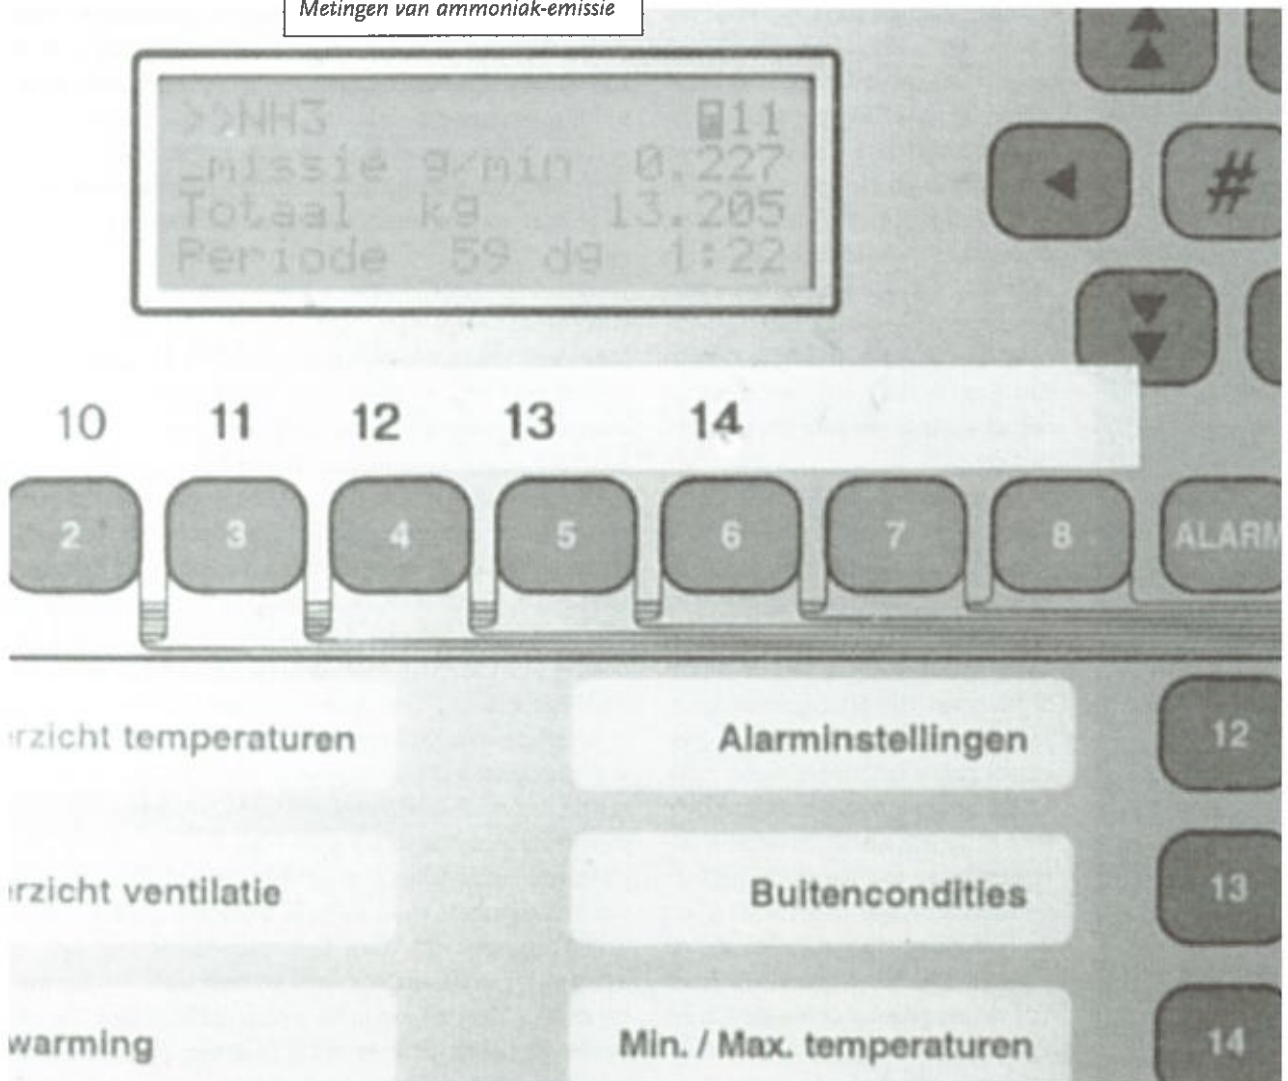 Metingen van ammoniak-emissie
>>NH3 11
_missie g/min 0.227
Totaal kg 13.205
Periode 59 dg 1:22
#
10 11 12 13 14
2 3 4 5 6 7 8 ALARM
rzicht temperaturen Alarminstellingen 12
rzicht ventilatie Buitencondities 13
warming Min. / Max. temperaturen 14